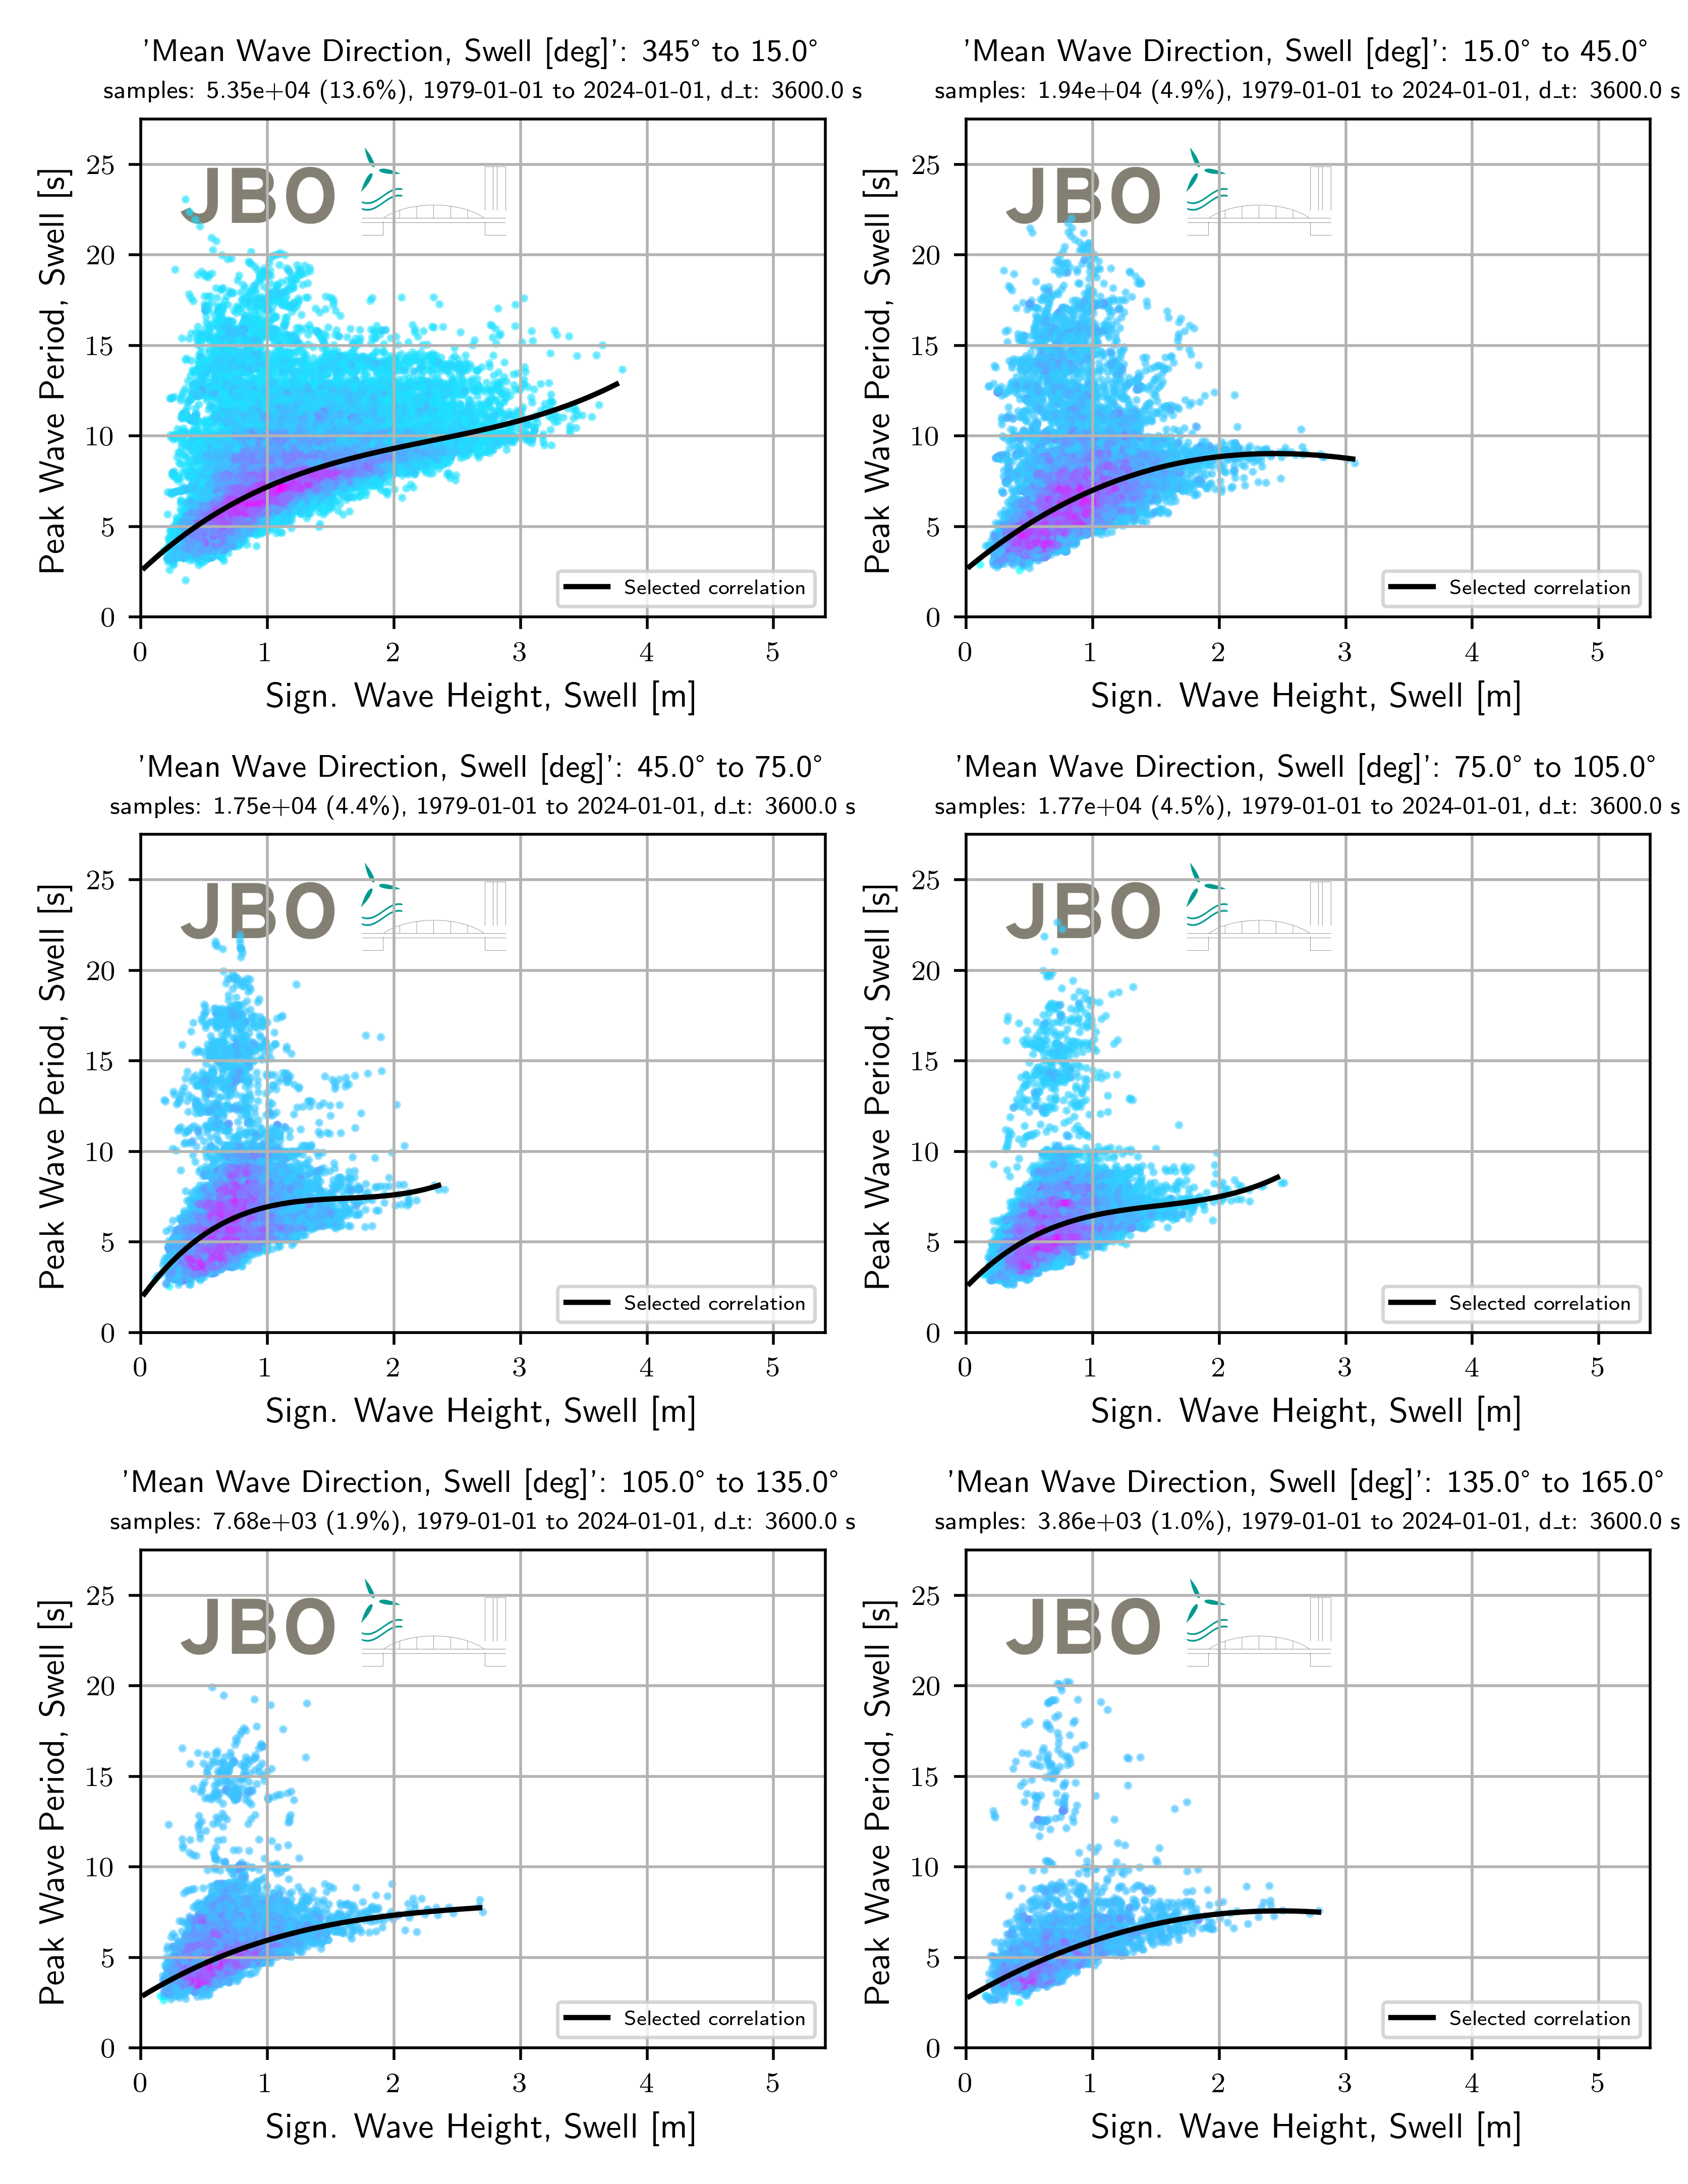 'Mean Wave Direction, Swell [deg]': 345° to 15.0°
samples: 5.35e+04 (13.6%), 1979-01-01 to 2024-01-01, d_t: 3600.0 s
Peak Wave Period, Swell [s]
25
20
15
10
5
0
JBO
Selected correlation
0 1 2 3 4 5
Sign. Wave Height, Swell [m]
'Mean Wave Direction, Swell [deg]': 15.0° to 45.0°
samples: 1.94e+04 (4.9%), 1979-01-01 to 2024-01-01, d_t: 3600.0 s
Peak Wave Period, Swell [s]
25
20
15
10
5
0
JBO
Selected correlation
0 1 2 3 4 5
Sign. Wave Height, Swell [m]
'Mean Wave Direction, Swell [deg]': 45.0° to 75.0°
samples: 1.75e+04 (4.4%), 1979-01-01 to 2024-01-01, d_t: 3600.0 s
Peak Wave Period, Swell [s]
25
20
15
10
5
0
JBO
Selected correlation
0 1 2 3 4 5
Sign. Wave Height, Swell [m]
'Mean Wave Direction, Swell [deg]': 75.0° to 105.0°
samples: 1.77e+04 (4.5%), 1979-01-01 to 2024-01-01, d_t: 3600.0 s
Peak Wave Period, Swell [s]
25
20
15
10
5
0
JBO
Selected correlation
0 1 2 3 4 5
Sign. Wave Height, Swell [m]
'Mean Wave Direction, Swell [deg]': 105.0° to 135.0°
samples: 7.68e+03 (1.9%), 1979-01-01 to 2024-01-01, d_t: 3600.0 s
Peak Wave Period, Swell [s]
25
20
15
10
5
0
JBO
Selected correlation
0 1 2 3 4 5
Sign. Wave Height, Swell [m]
'Mean Wave Direction, Swell [deg]': 135.0° to 165.0°
samples: 3.86e+03 (1.0%), 1979-01-01 to 2024-01-01, d_t: 3600.0 s
Peak Wave Period, Swell [s]
25
20
15
10
5
0
JBO
Selected correlation
0 1 2 3 4 5
Sign. Wave Height, Swell [m]